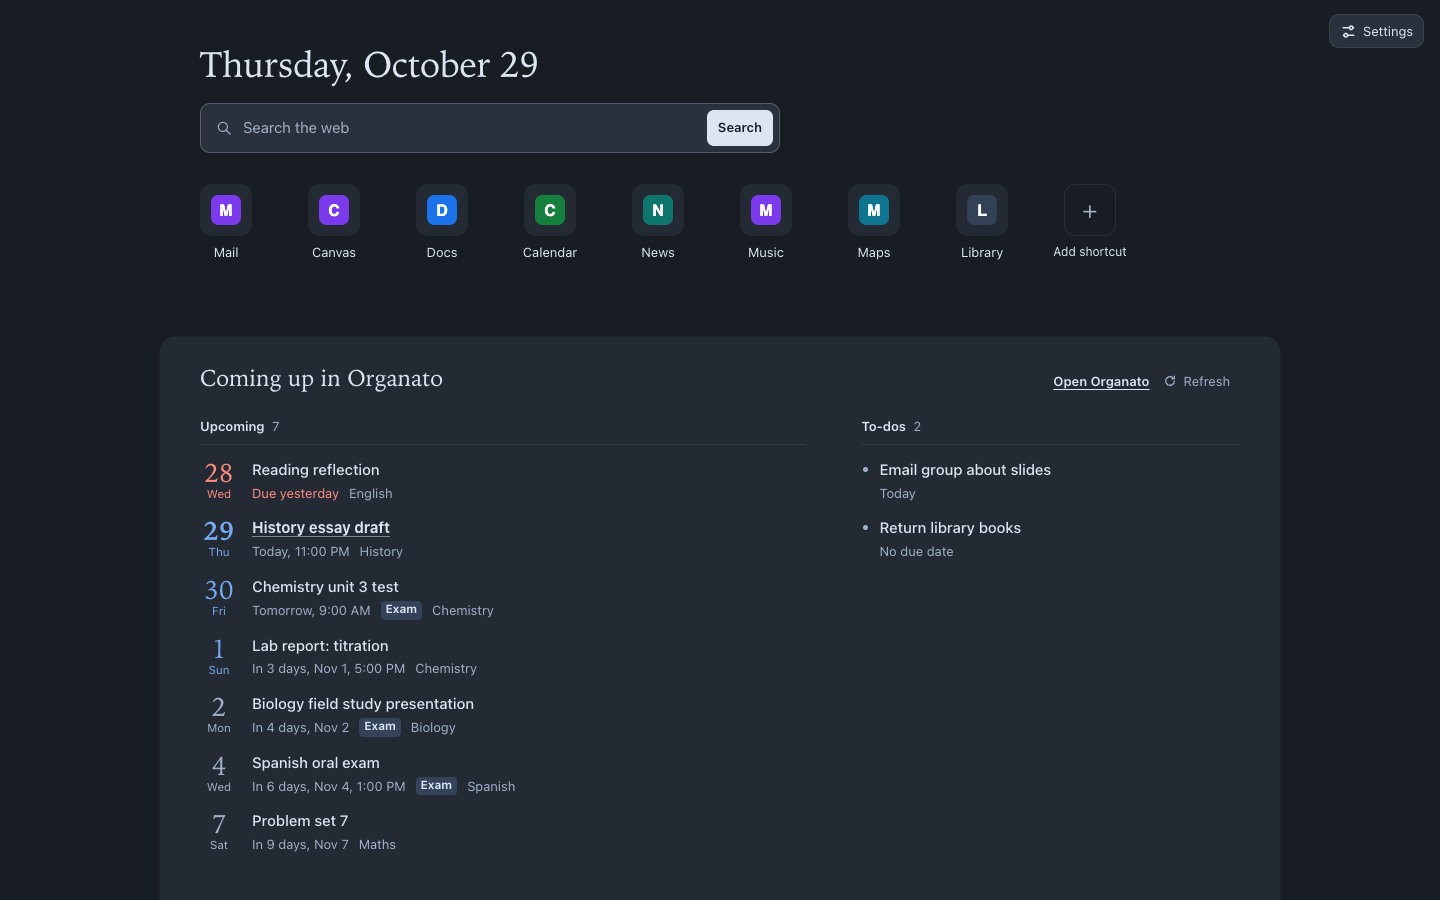 Settings
Thursday, October 29
Search the web
Search
M
C
D
C
N
M
M
L
Mail
Canvas
Docs
Calendar
News
Music
Maps
Library
Add shortcut
Coming up in Organato
Open Organato
Refresh
Upcoming 7
28
Wed
Reading reflection
Due yesterday English
29
Thu
History essay draft
Today, 11:00 PM History
30
Fri
Chemistry unit 3 test
Tomorrow, 9:00 AM Exam Chemistry
1
Sun
Lab report: titration
In 3 days, Nov 1, 5:00 PM Chemistry
2
Mon
Biology field study presentation
In 4 days, Nov 2 Exam Biology
4
Wed
Spanish oral exam
In 6 days, Nov 4, 1:00 PM Exam Spanish
7
Sat
Problem set 7
In 9 days, Nov 7 Maths
To-dos 2
Email group about slides
Today
Return library books
No due date